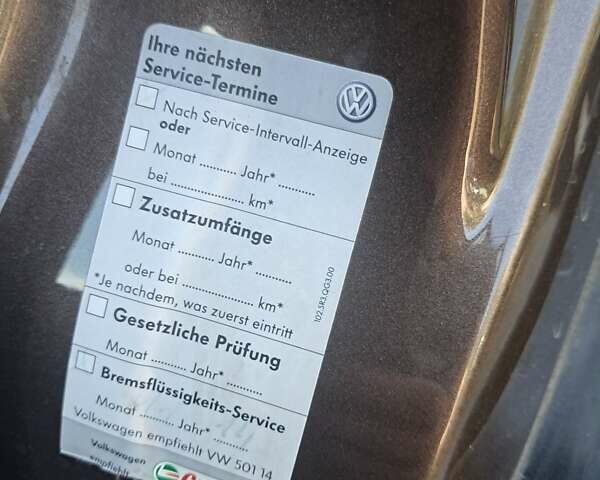 Ihre nächsten
Service-Termine
Nach Service-Intervall-Anzeige
oder
Monat .......... Jahr* ..........
bei .................... km*
Zusatzumfänge
Monat .......... Jahr* ..........
oder bei .................... km*
*Je nachdem, was zuerst eintritt
Gesetzliche Prüfung
Monat .......... Jahr* ..........
Bremsflüssigkeits-Service
Monat .......... Jahr* ..........
Volkswagen empfiehlt VW 501 14
Volkswagen
empfiehlt
102.SR3.QG3.00